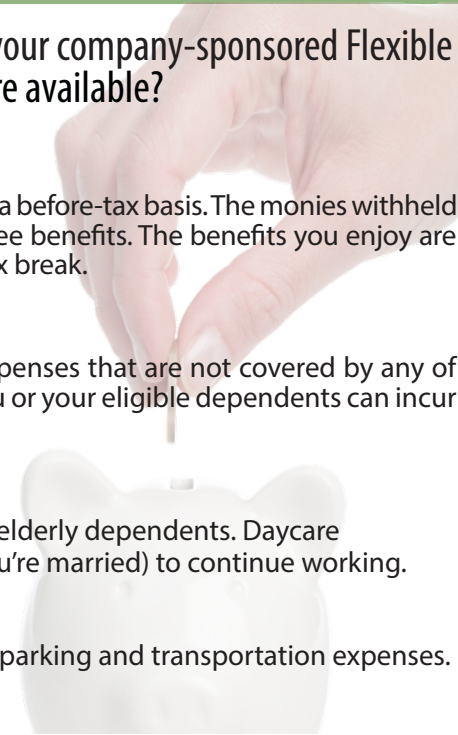 your company-sponsored Flexible
re available?
a before-tax basis. The monies withheld
ee benefits. The benefits you enjoy are
x break.
penses that are not covered by any of
u or your eligible dependents can incur
elderly dependents. Daycare
u’re married) to continue working.
parking and transportation expenses.